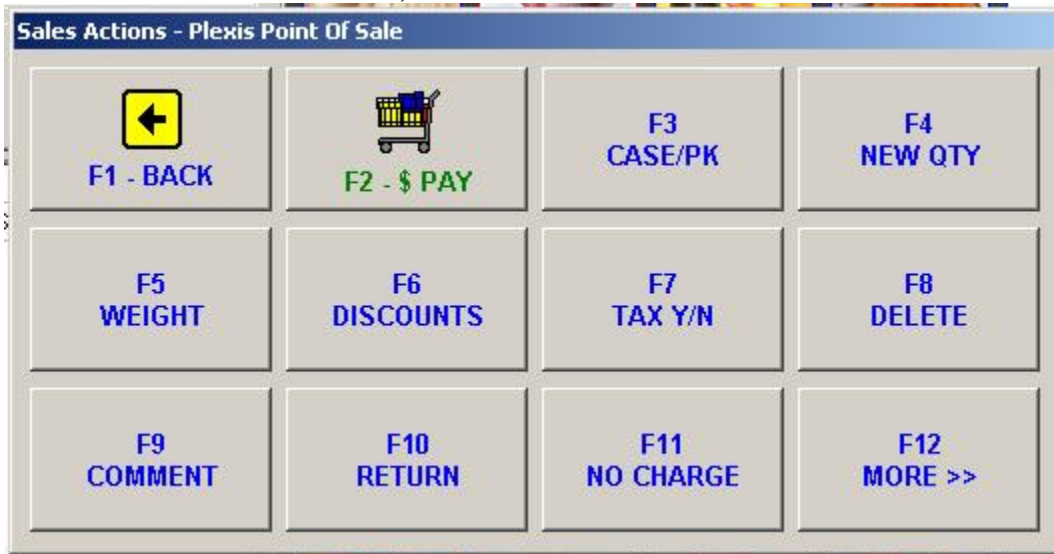 Sales Actions - Plexis Point Of Sale
F1 - BACK
F2 - $ PAY
F3
CASE/PK
F4
NEW QTY
F5
WEIGHT
F6
DISCOUNTS
F7
TAX Y/N
F8
DELETE
F9
COMMENT
F10
RETURN
F11
NO CHARGE
F12
MORE >>